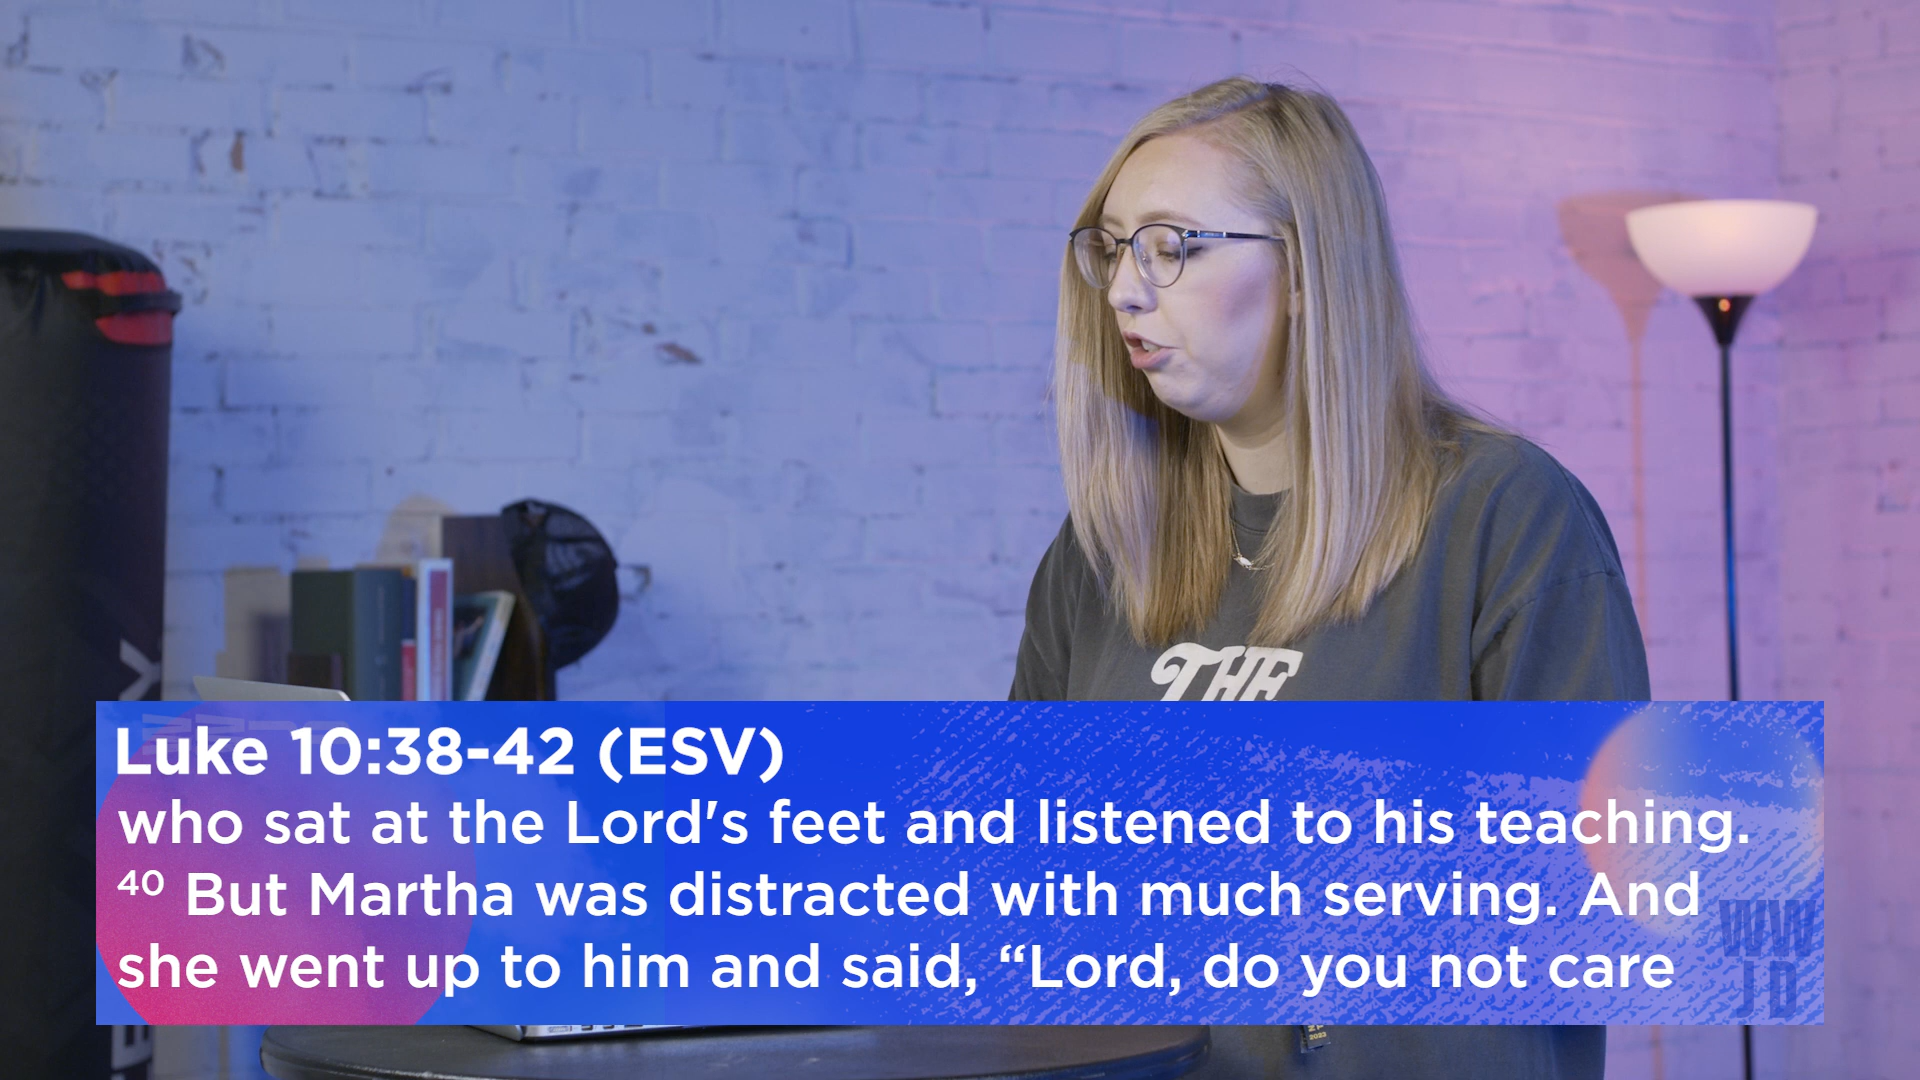 THE
Luke 10:38-42 (ESV)
who sat at the Lord's feet and listened to his teaching.
40 But Martha was distracted with much serving. And
she went up to him and said, “Lord, do you not care
WW
JD